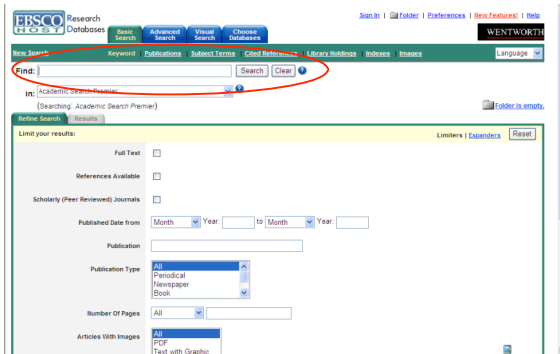 Sign In | Folder | Preferences | New Features! | Help
EBSCO HOST Research Databases
Basic Search Advanced Search Visual Search Choose Databases
WENTWORTH
New Search Keyword | Publications | Subject Terms | Cited References | Library Holdings | Indexes | Images Language
Find: Search Clear
in: Academic Search Premier
(Searching: Academic Search Premier) Folder is empty.
Refine Search Results
Limit your results: Limiters | Expanders Reset
Full Text
References Available
Scholarly (Peer Reviewed) Journals
Published Date from Month Year: to Month Year:
Publication
Publication Type All
Periodical
Newspaper
Book
Number Of Pages All
Articles With Images All
PDF
Text with Graphic